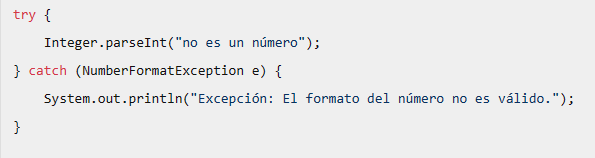 try {
    Integer.parseInt("no es un número");
} catch (NumberFormatException e) {
    System.out.println("Excepción: El formato del número no es válido.");
}